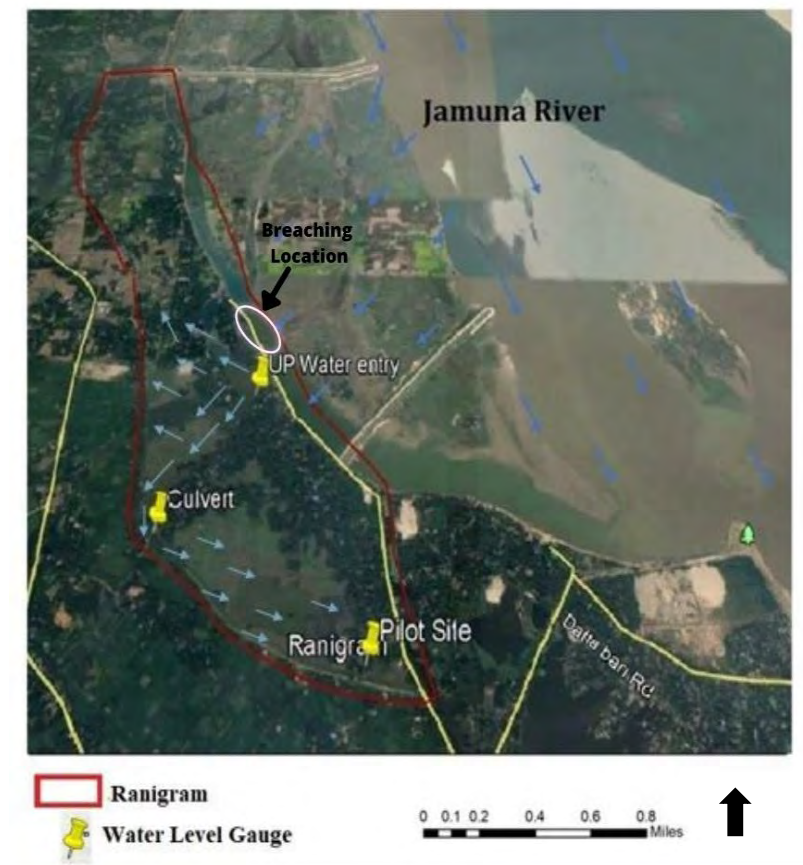 Jamuna River
Breaching
Location
UP Water entry
Culvert
Ranigram
Pilot Site
Datta bari Rd
Ranigram
Water Level Gauge
0 0.1 0.2 0.4 0.6 0.8
Miles